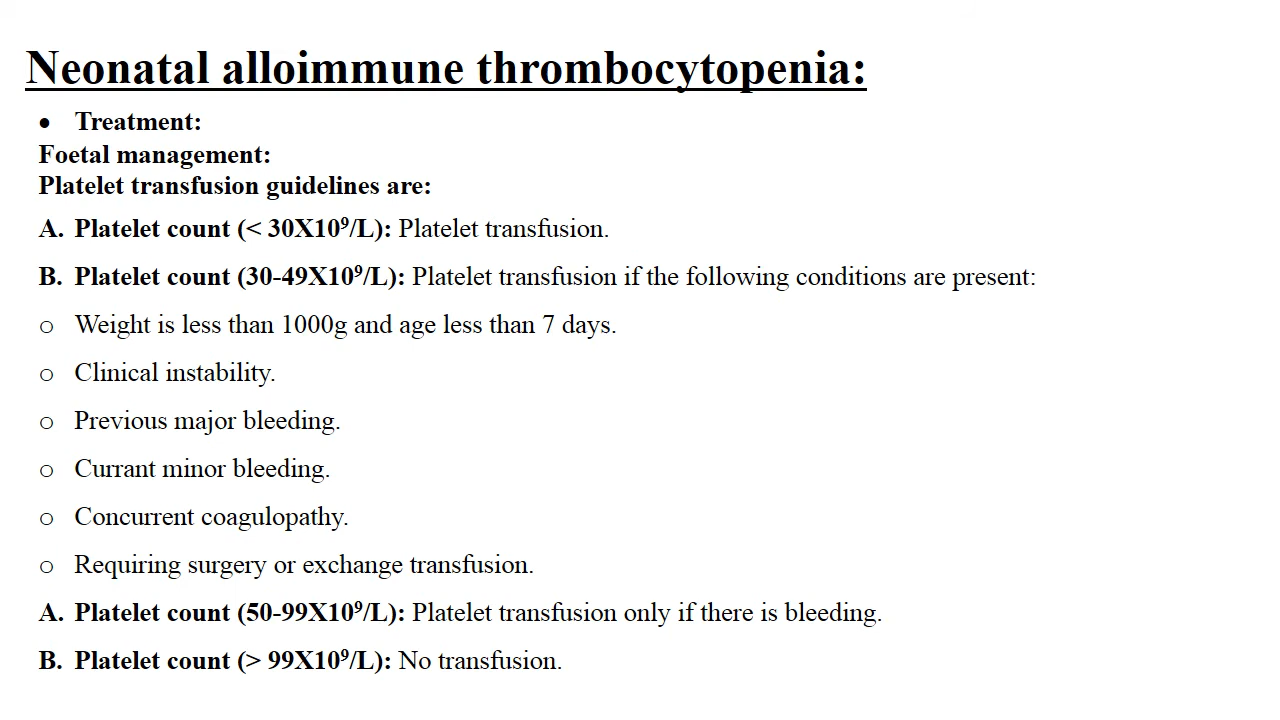 Neonatal alloimmune thrombocytopenia:
• Treatment:
Foetal management:
Platelet transfusion guidelines are:
A. Platelet count (< 30X10⁹/L): Platelet transfusion.
B. Platelet count (30-49X10⁹/L): Platelet transfusion if the following conditions are present:
o Weight is less than 1000g and age less than 7 days.
o Clinical instability.
o Previous major bleeding.
o Currant minor bleeding.
o Concurrent coagulopathy.
o Requiring surgery or exchange transfusion.
A. Platelet count (50-99X10⁹/L): Platelet transfusion only if there is bleeding.
B. Platelet count (> 99X10⁹/L): No transfusion.